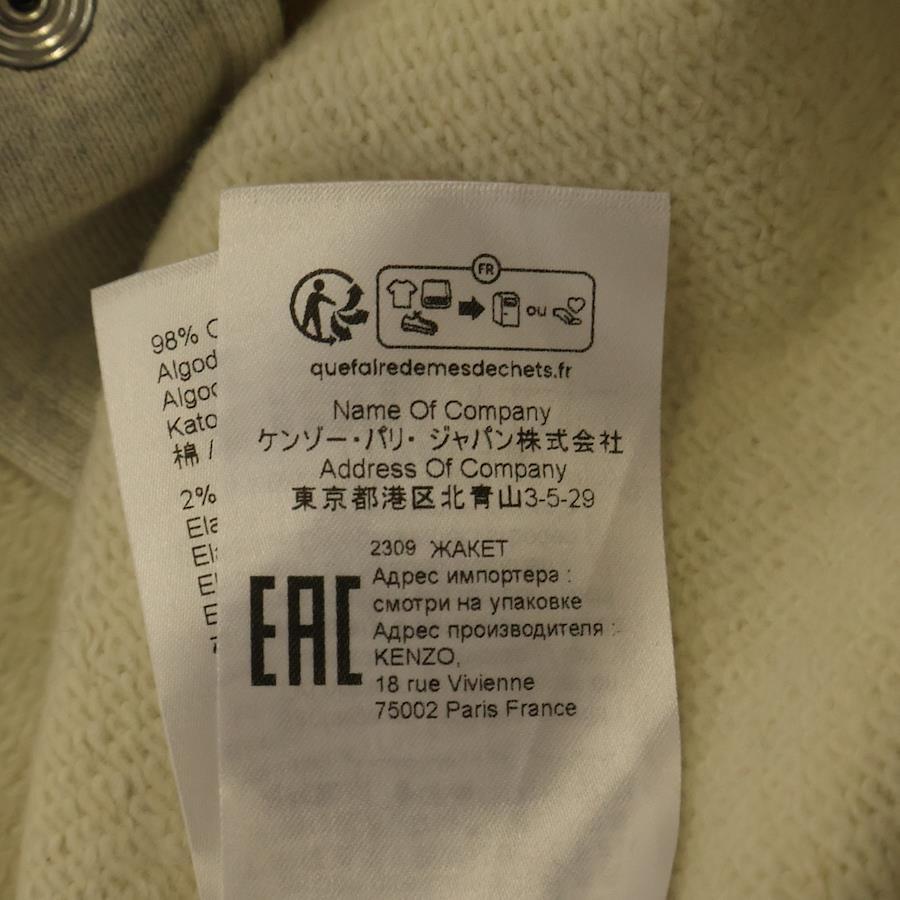 FR
ou
quefairedemesdechets.fr
Name Of Company
ケンゾー・パリ・ ジャパン株式会社
Address Of Company
東京都港区北青山3-5-29
2309 ЖАКЕТ
EAC
Адрес импортера :
смотри на упаковке
Адрес производителя :
KENZO,
18 rue Vivienne
75002 Paris France
98% C
Algod
Algod
Kato
棉 /
2%
Ela
Ela
El
E